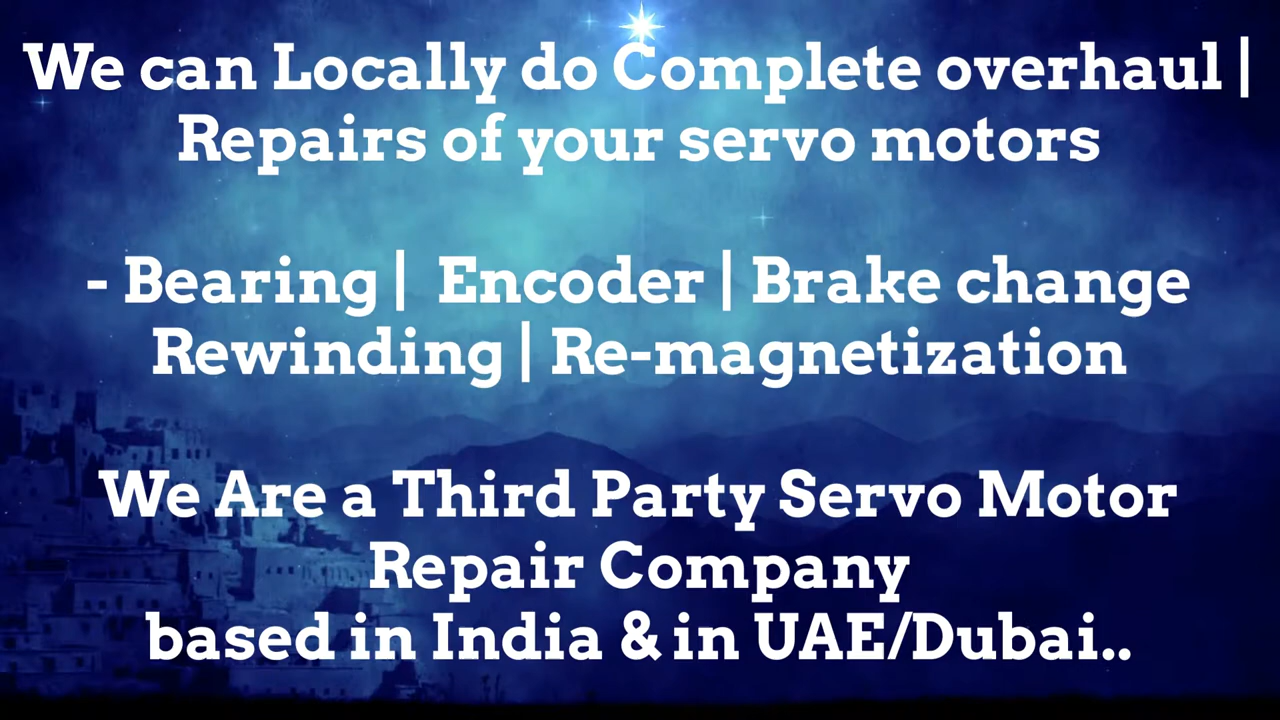 We can Locally do Complete overhaul |
Repairs of your servo motors
- Bearing |  Encoder | Brake change
Rewinding | Re-magnetization
We Are a Third Party Servo Motor
Repair Company
based in India & in UAE/Dubai..